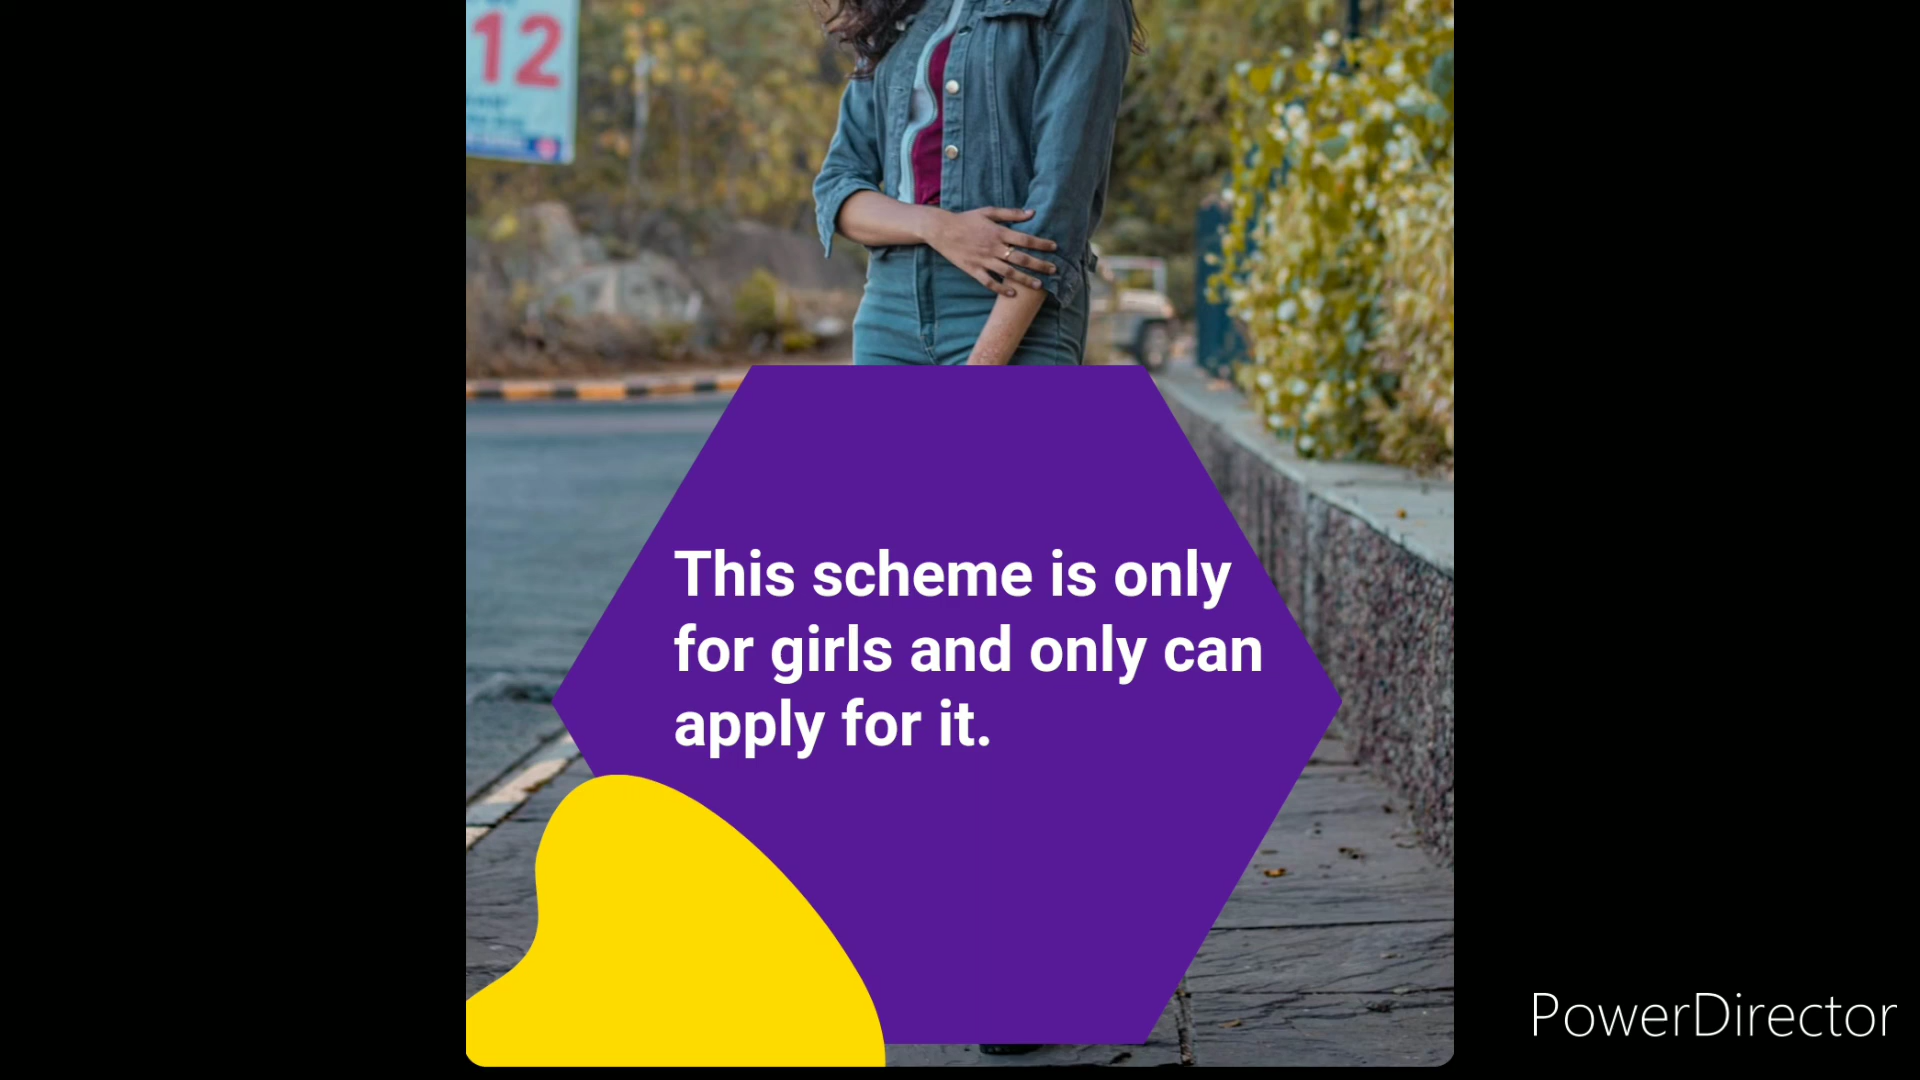 12
This scheme is only
for girls and only can
apply for it.
PowerDirector